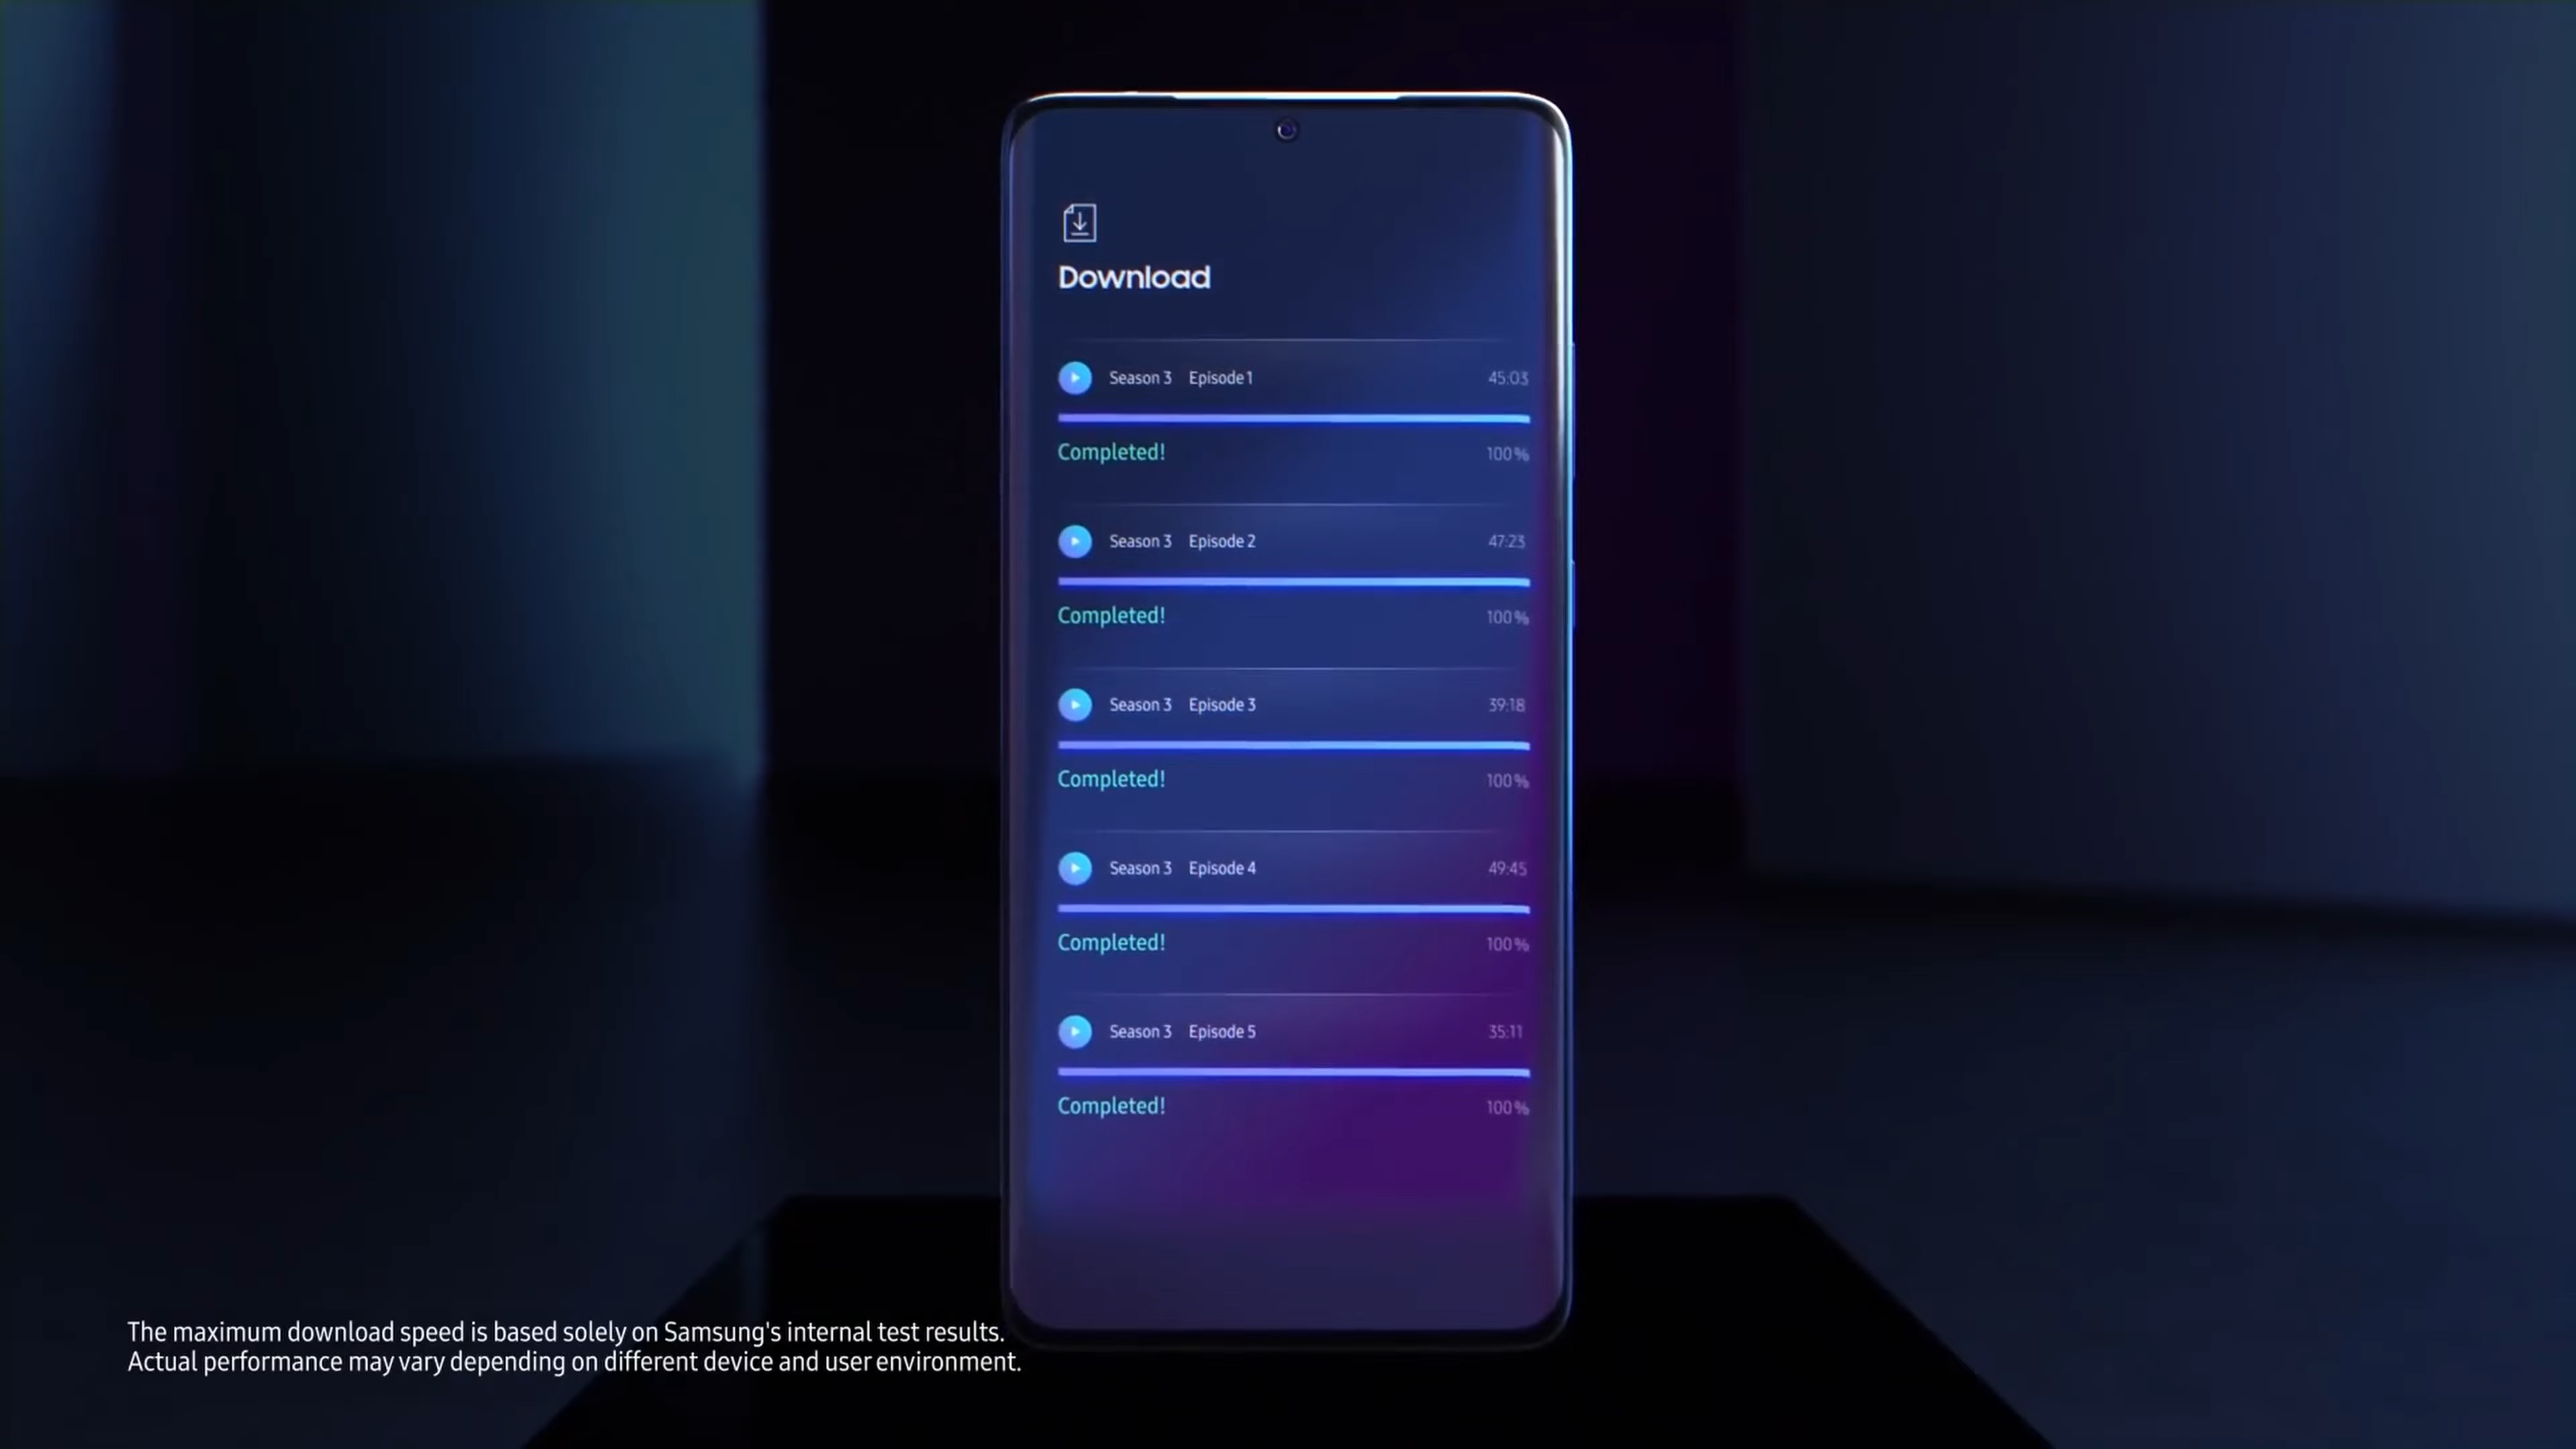 Download
Season 3 Episode 1 45:03
Completed! 100%
Season 3 Episode 2 47:23
Completed! 100%
Season 3 Episode 3 39:18
Completed! 100%
Season 3 Episode 4 49:45
Completed! 100%
Season 3 Episode 5 35:11
Completed! 100%
The maximum download speed is based solely on Samsung's internal test results.
Actual performance may vary depending on different device and user environment.